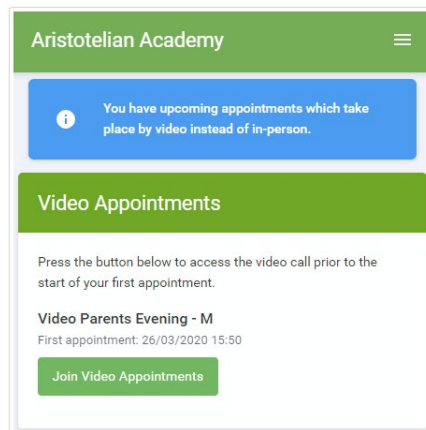 Aristotelian Academy
You have upcoming appointments which take
place by video instead of in-person.
Video Appointments
Press the button below to access the video call prior to the
start of your first appointment.
Video Parents Evening - M
First appointment: 26/03/2020 15:50
Join Video Appointments